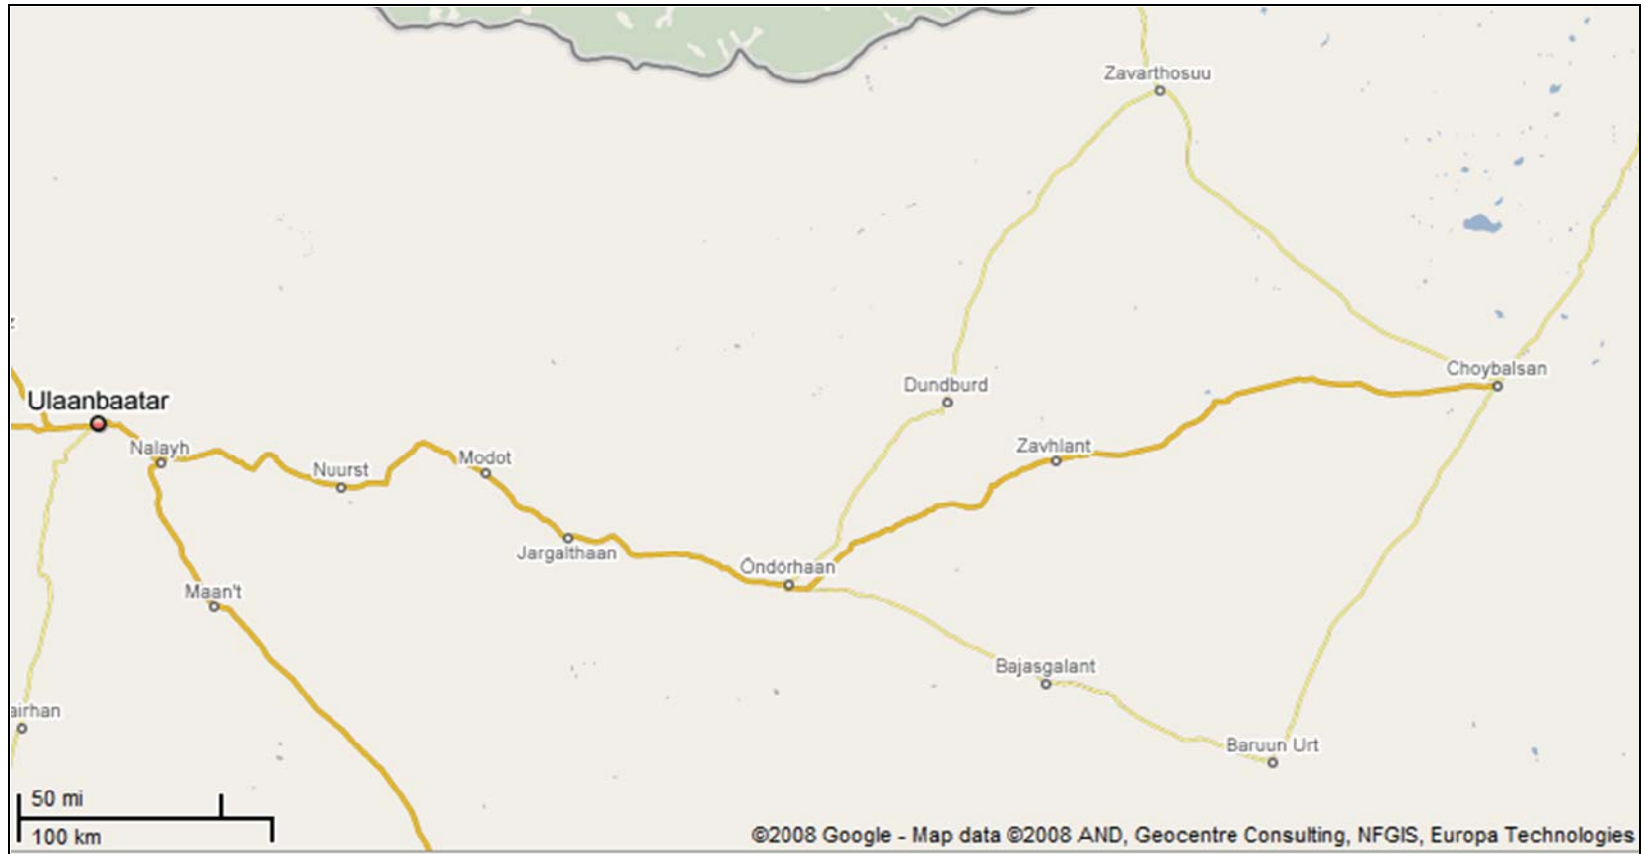 Zavarthosuu
Choybalsan
Dundburd
Ulaanbaatar
Nalayh
Zavhlant
Nuurst
Modot
Jargalthaan
Öndörhaan
Maan't
Bajasgalant
airhan
Baruun Urt
50 mi
100 km
©2008 Google - Map data ©2008 AND, Geocentre Consulting, NFGIS, Europa Technologies